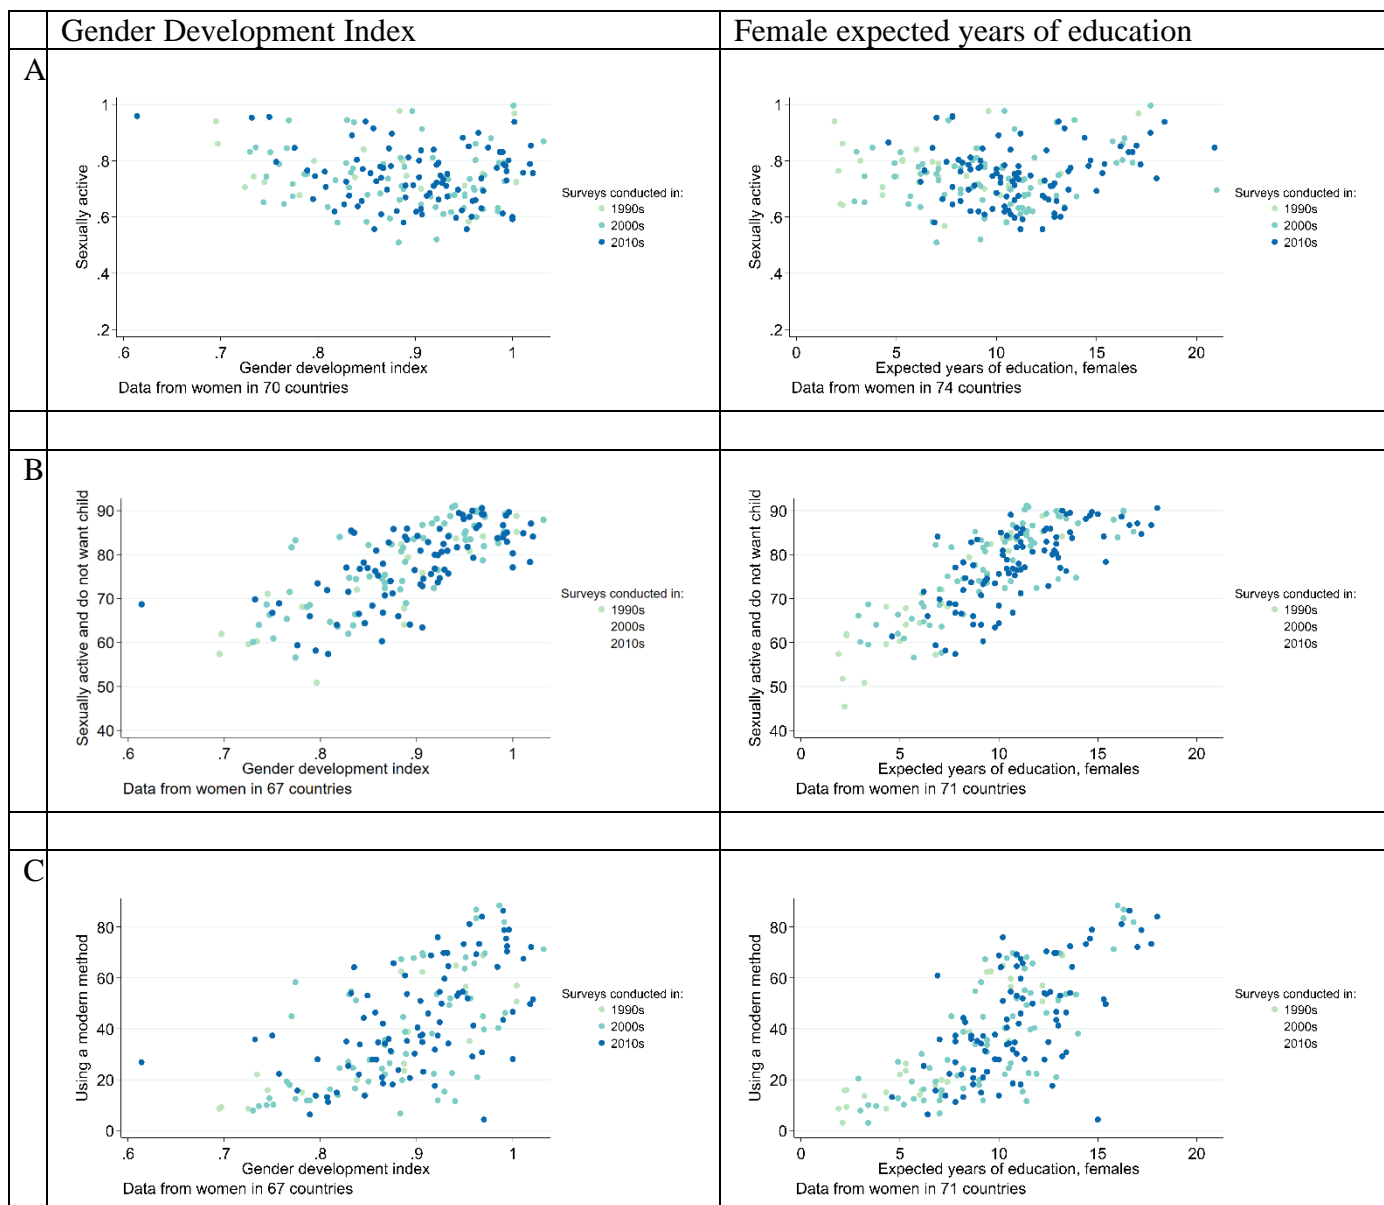 Gender Development Index
Female expected years of education
A
1
.8
.6
.4
.2
Sexually active
.6 .7 .8 .9 1
Gender development index
Data from women in 70 countries
Surveys conducted in:
1990s
2000s
2010s
1
.8
.6
.4
.2
Sexually active
0 5 10 15 20
Expected years of education, females
Data from women in 74 countries
Surveys conducted in:
1990s
2000s
2010s
B
90
80
70
60
50
40
Sexually active and do not want child
.6 .7 .8 .9 1
Gender development index
Data from women in 67 countries
Surveys conducted in:
1990s
2000s
2010s
90
80
70
60
50
40
Sexually active and do not want child
0 5 10 15 20
Expected years of education, females
Data from women in 71 countries
Surveys conducted in:
1990s
2000s
2010s
C
80
60
40
20
0
Using a modern method
.6 .7 .8 .9 1
Gender development index
Data from women in 67 countries
Surveys conducted in:
1990s
2000s
2010s
80
60
40
20
0
Using a modern method
0 5 10 15 20
Expected years of education, females
Data from women in 71 countries
Surveys conducted in:
1990s
2000s
2010s